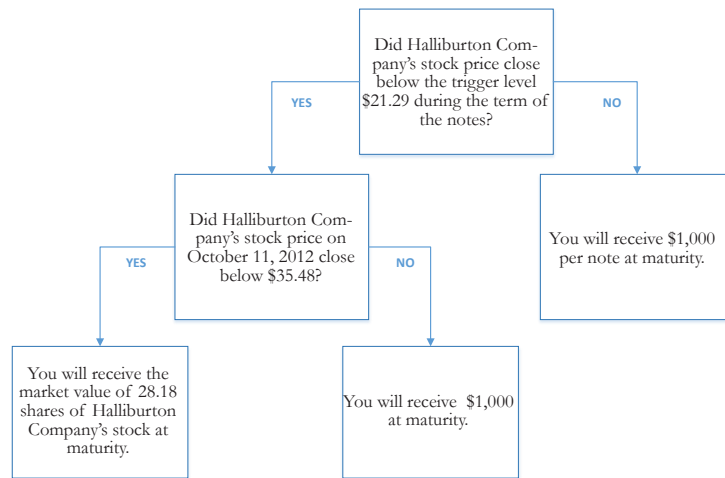 Did Halliburton Com-
pany's stock price close
below the trigger level
$21.29 during the term of
the notes?
YES
NO
Did Halliburton Com-
pany's stock price on
October 11, 2012 close
below $35.48?
You will receive $1,000
per note at maturity.
YES
NO
You will receive the
market value of 28.18
shares of Halliburton
Company's stock at
maturity.
You will receive $1,000
at maturity.